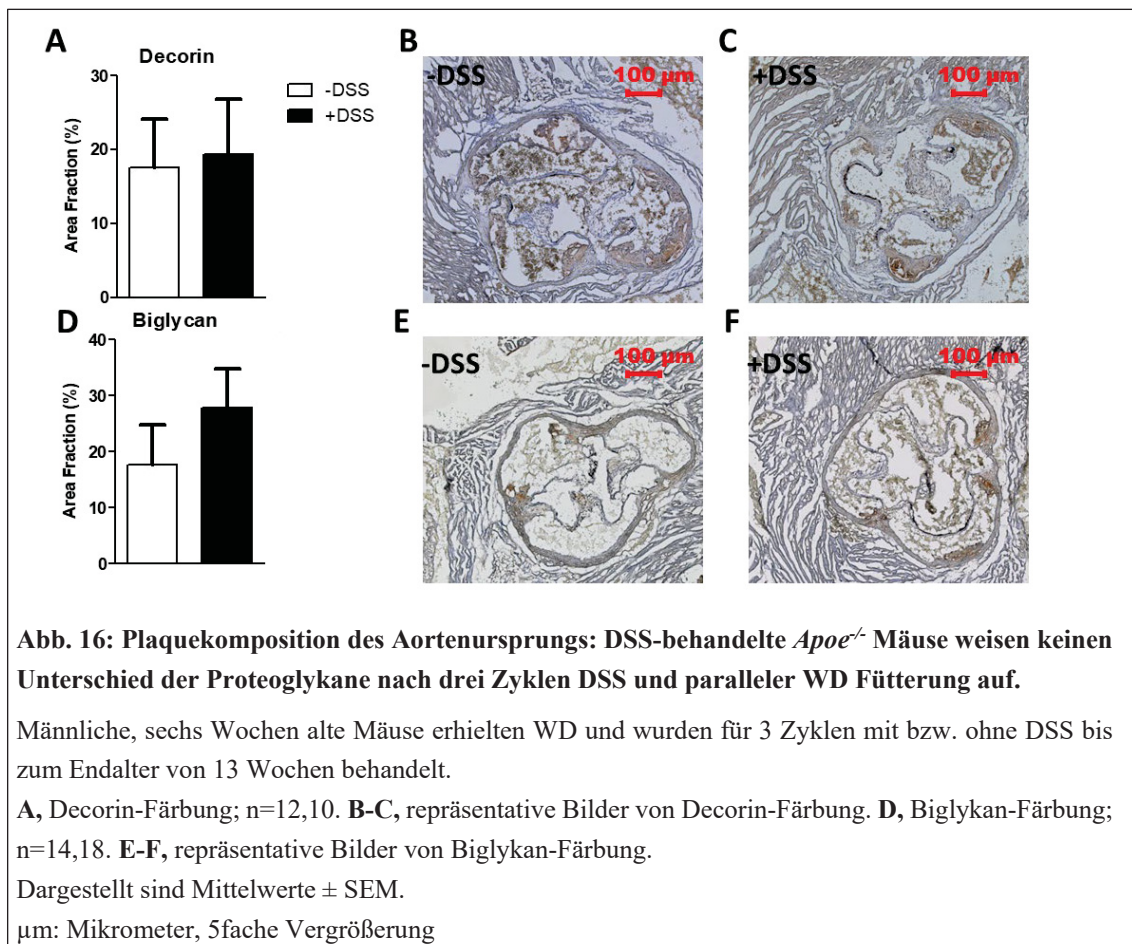 A
Decorin
Area Fraction (%)
30
20
10
0
-DSS
+DSS
B
-DSS
100 µm
C
+DSS
100 µm
D
Biglycan
Area Fraction (%)
40
30
20
10
0
E
-DSS
100 µm
F
+DSS
100 µm
Abb. 16: Plaquekomposition des Aortenursprungs: DSS-behandelte Apoe-/- Mäuse weisen keinen
Unterschied der Proteoglykane nach drei Zyklen DSS und paralleler WD Fütterung auf.
Männliche, sechs Wochen alte Mäuse erhielten WD und wurden für 3 Zyklen mit bzw. ohne DSS bis
zum Endalter von 13 Wochen behandelt.
A, Decorin-Färbung; n=12,10. B-C, repräsentative Bilder von Decorin-Färbung. D, Biglykan-Färbung;
n=14,18. E-F, repräsentative Bilder von Biglykan-Färbung.
Dargestellt sind Mittelwerte ± SEM.
µm: Mikrometer, 5fache Vergrößerung